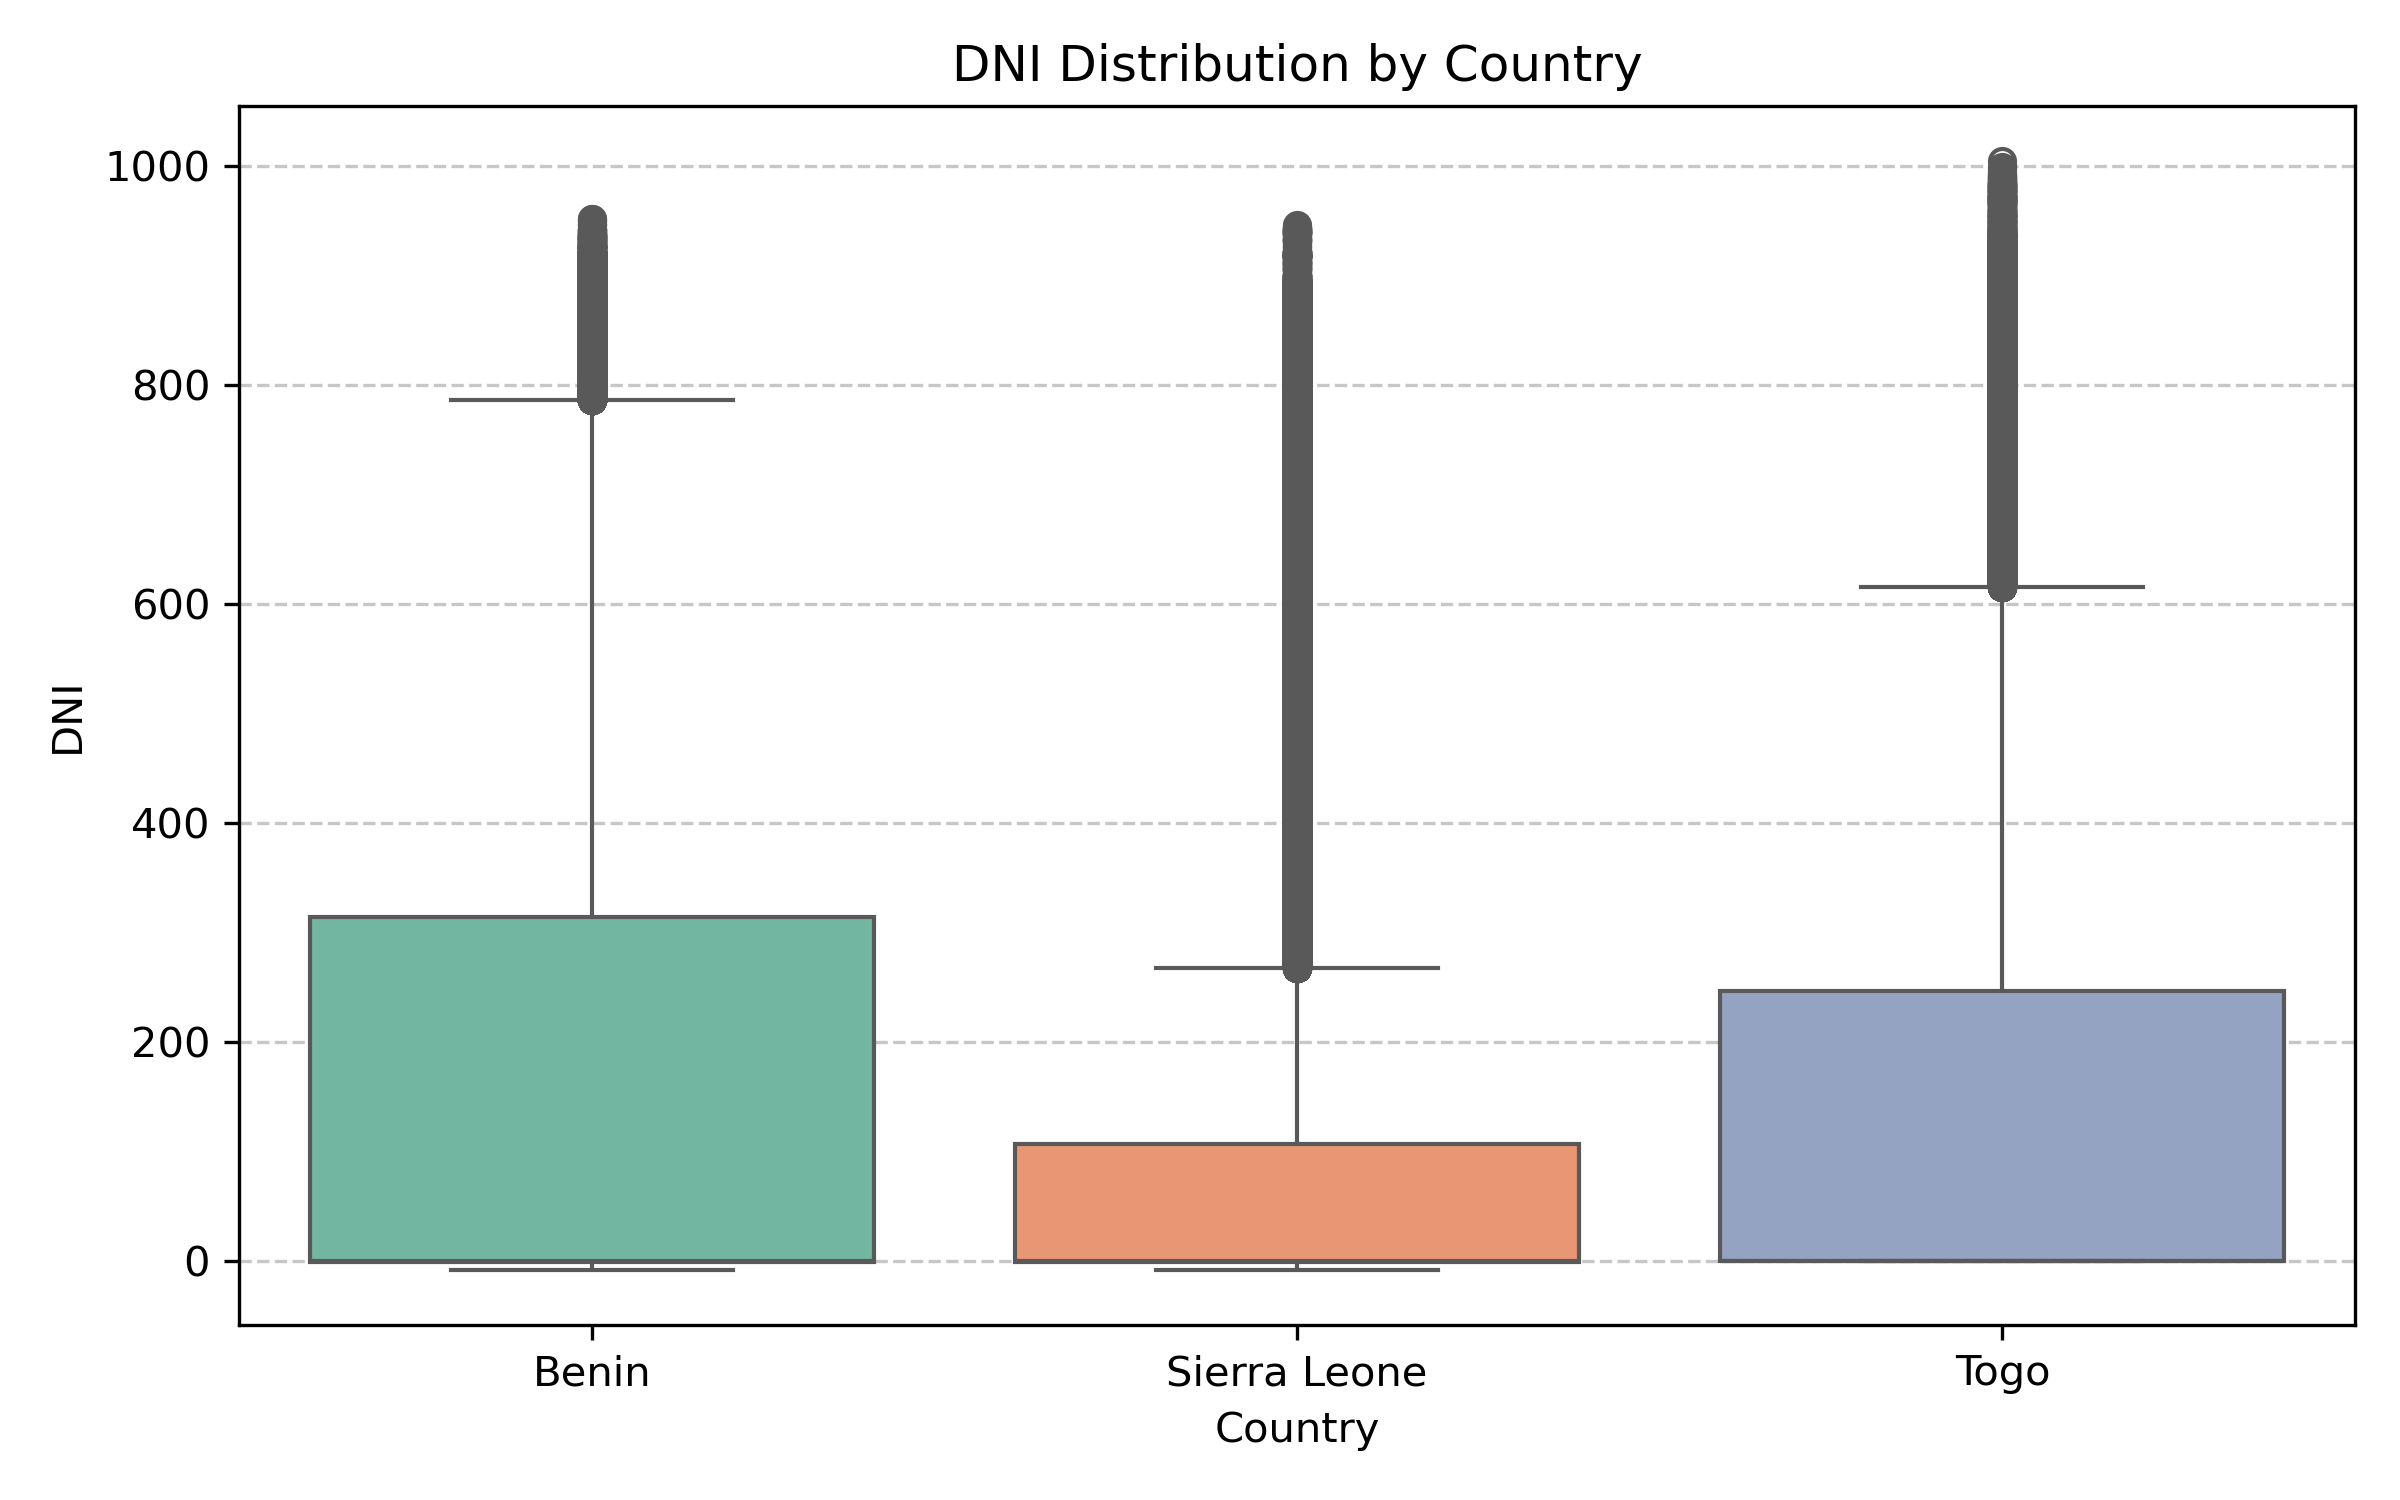 DNI Distribution by Country
1000
800
600
400
200
0
DNI
Benin
Sierra Leone
Togo
Country